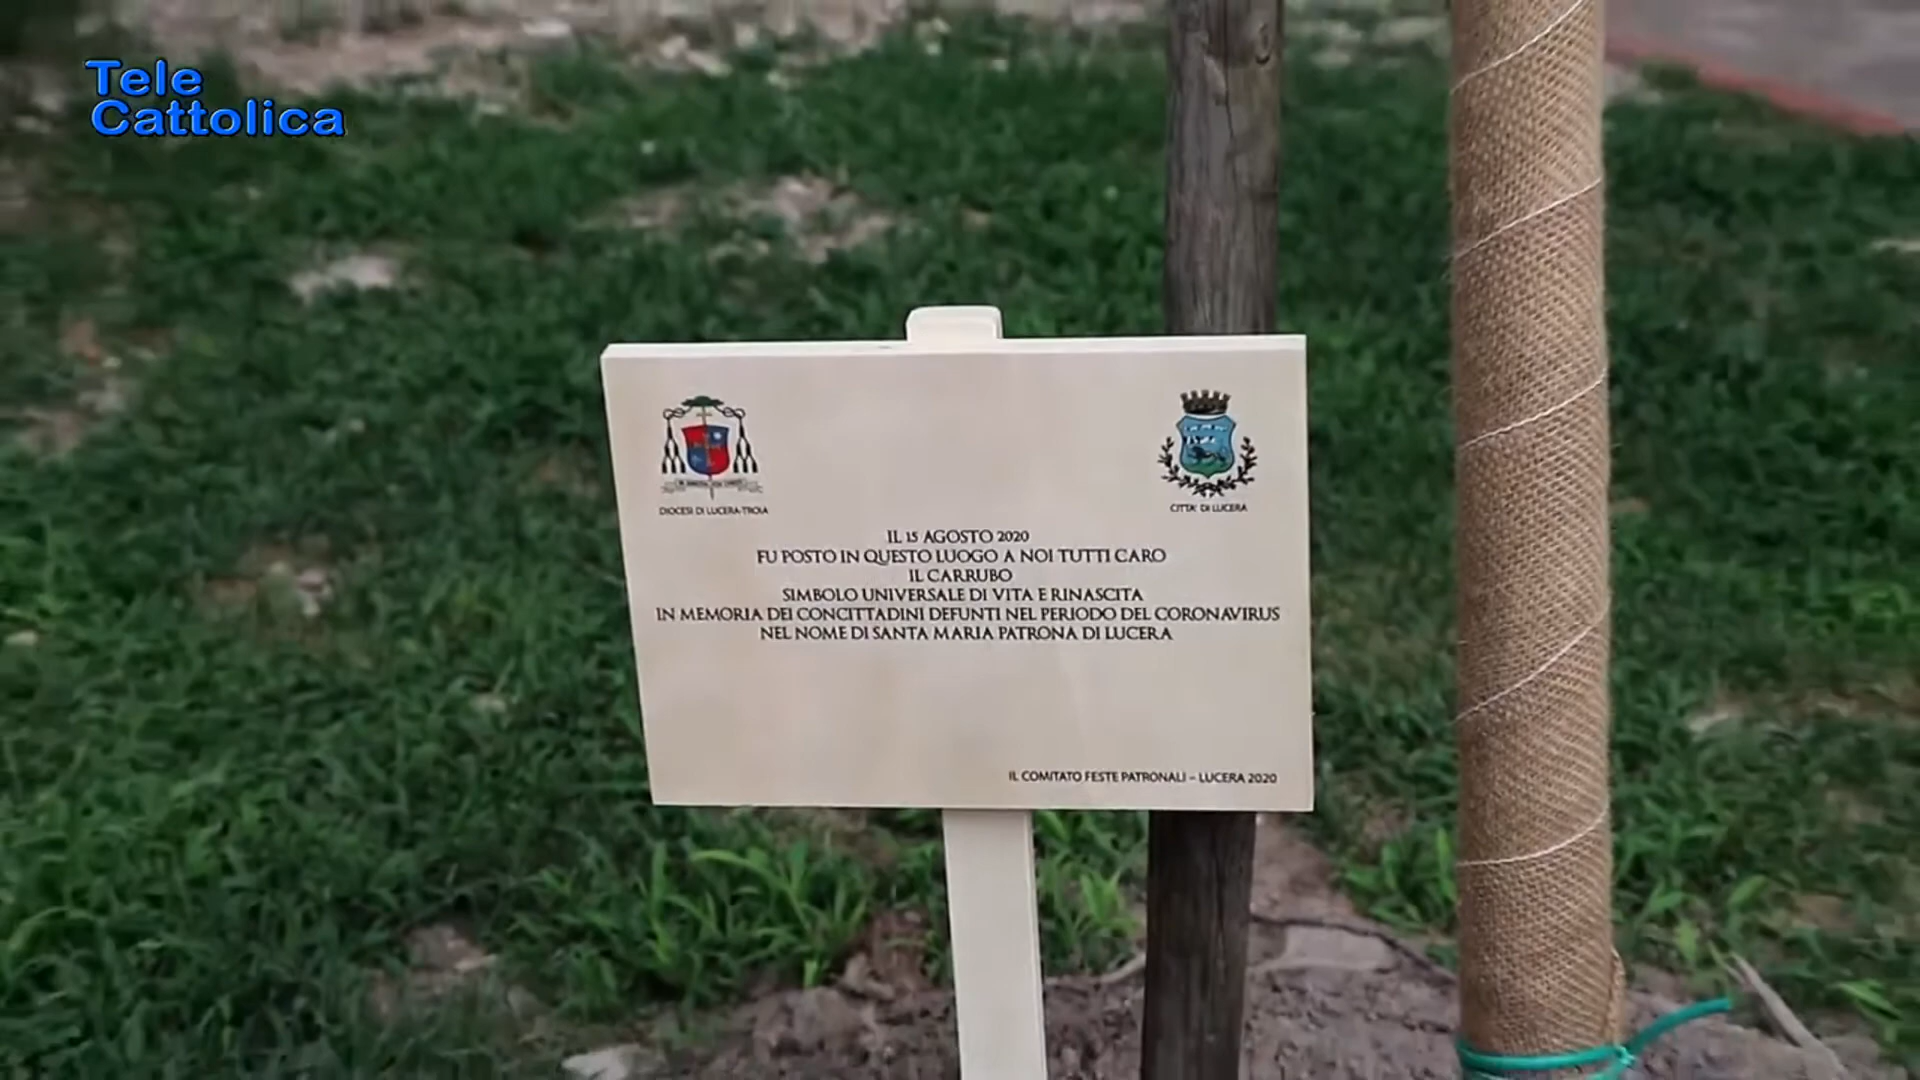 Tele
Cattolica
DIOCESI DI LUCERA-TROIA
CITTA' DI LUCERA
IL 15 AGOSTO 2020
FU POSTO IN QUESTO LUOGO A NOI TUTTI CARO
IL CARRUBO
SIMBOLO UNIVERSALE DI VITA E RINASCITA
IN MEMORIA DEI CONCITTADINI DEFUNTI NEL PERIODO DEL CORONAVIRUS
NEL NOME DI SANTA MARIA PATRONA DI LUCERA
IL COMITATO FESTE PATRONALI – LUCERA 2020